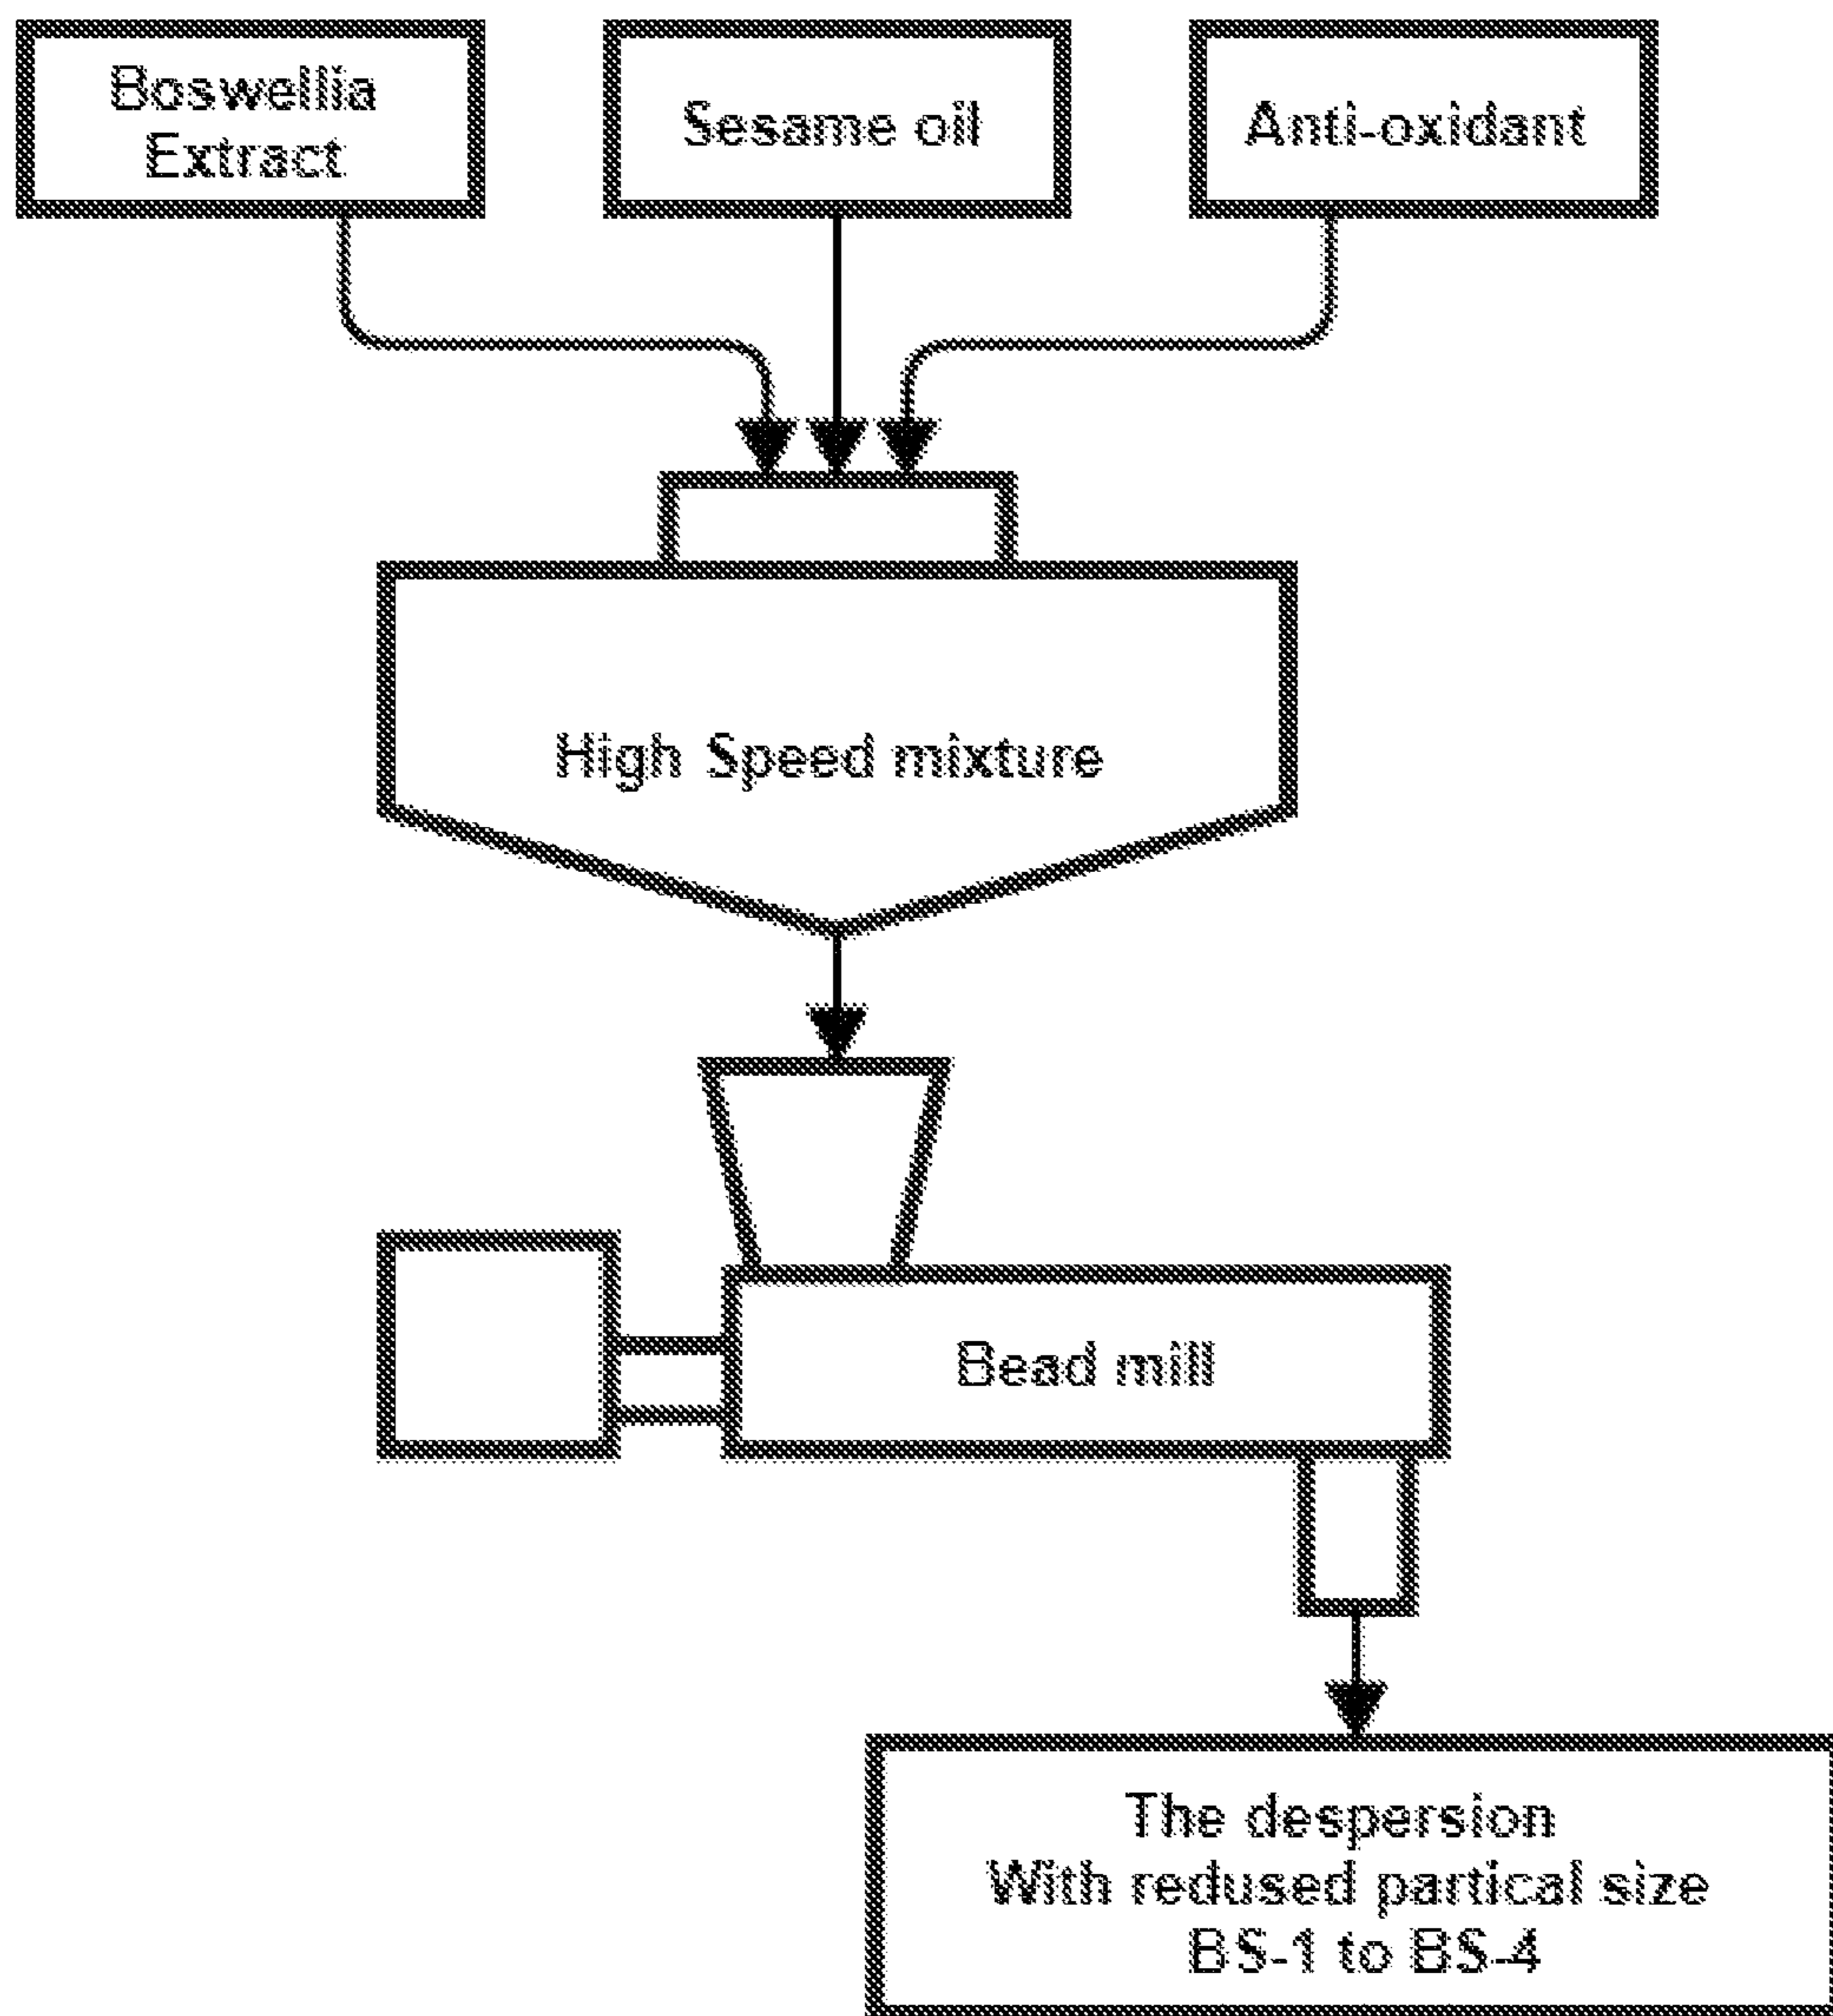 Boswellia
Extract
Sesame oil
Anti-oxidant
High Speed mixture
Bead mill
The despersion
With redused partical size
BS-1 to BS-4